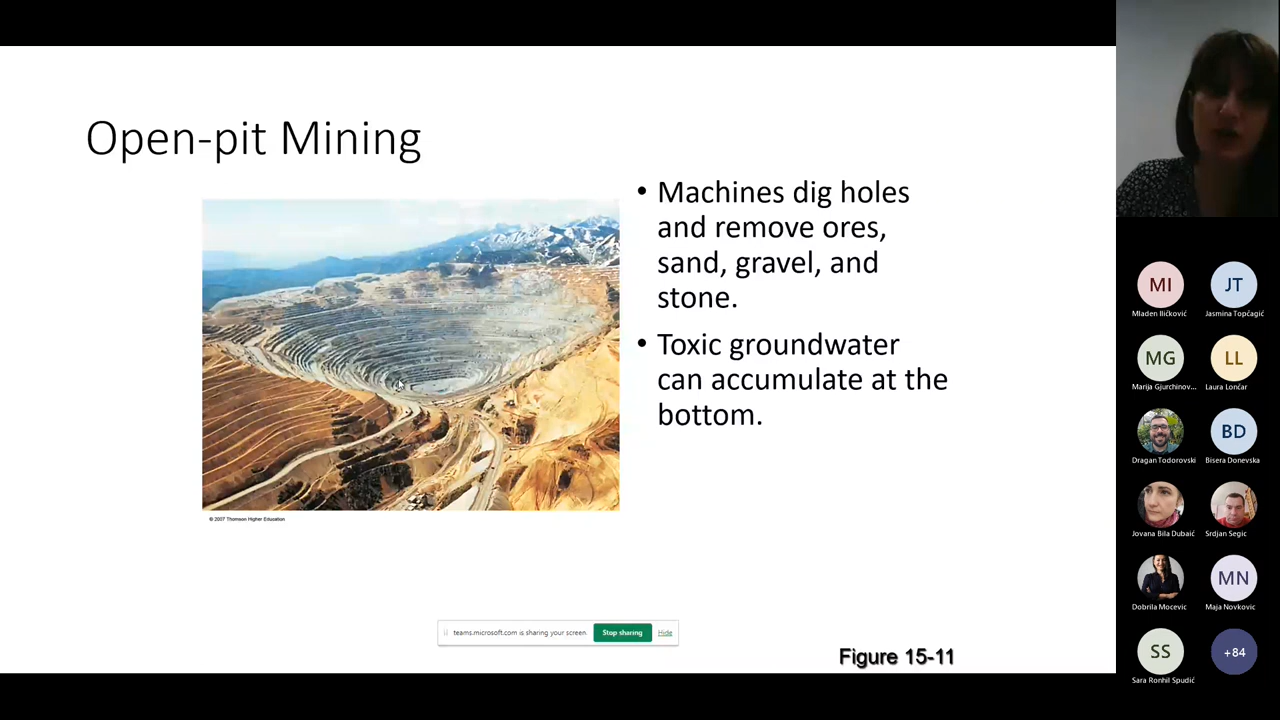 Open-pit Mining
• Machines dig holes
and remove ores,
sand, gravel, and
stone.
• Toxic groundwater
can accumulate at the
bottom.
© 2007 Thomson Higher Education
teams.microsoft.com is sharing your screen.
Stop sharing
Hide
Figure 15-11
MI
JT
Mladen Iličković
Jasmina Topčagić
MG
LL
Marija Gjurchinov...
Laura Lončar
BD
Dragan Todorovski
Bisera Donevska
Jovana Bila Dubaić
Srdjan Segic
MN
Dobrila Mocevic
Maja Novkovic
SS
+84
Sara Ronhil Spudić